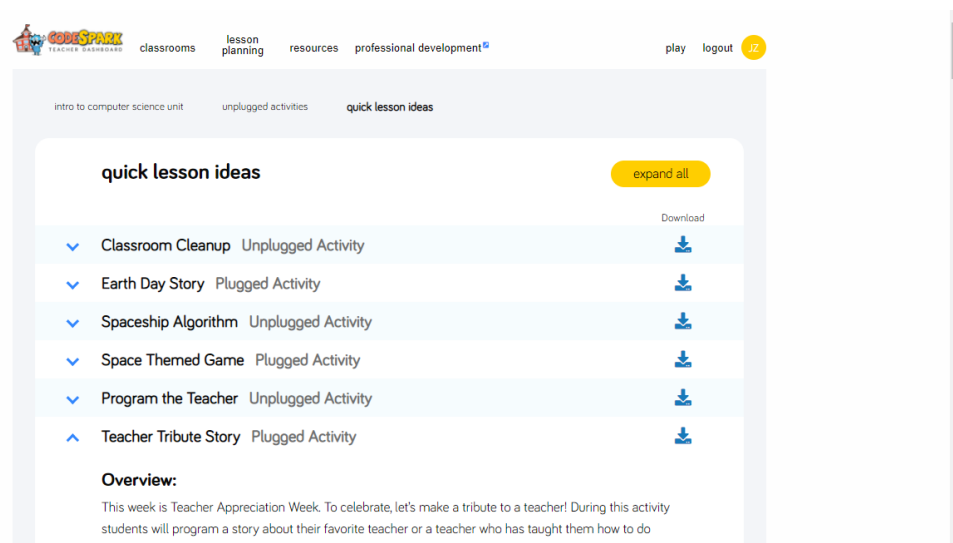 CODESPARK
TEACHER DASHBOARD
classrooms
lesson
planning
resources
professional development
play
logout
JZ
intro to computer science unit
unplugged activities
quick lesson ideas
quick lesson ideas
expand all
Download
Classroom Cleanup Unplugged Activity
Earth Day Story Plugged Activity
Spaceship Algorithm Unplugged Activity
Space Themed Game Plugged Activity
Program the Teacher Unplugged Activity
Teacher Tribute Story Plugged Activity
Overview:
This week is Teacher Appreciation Week. To celebrate, let's make a tribute to a teacher! During this activity
students will program a story about their favorite teacher or a teacher who has taught them how to do